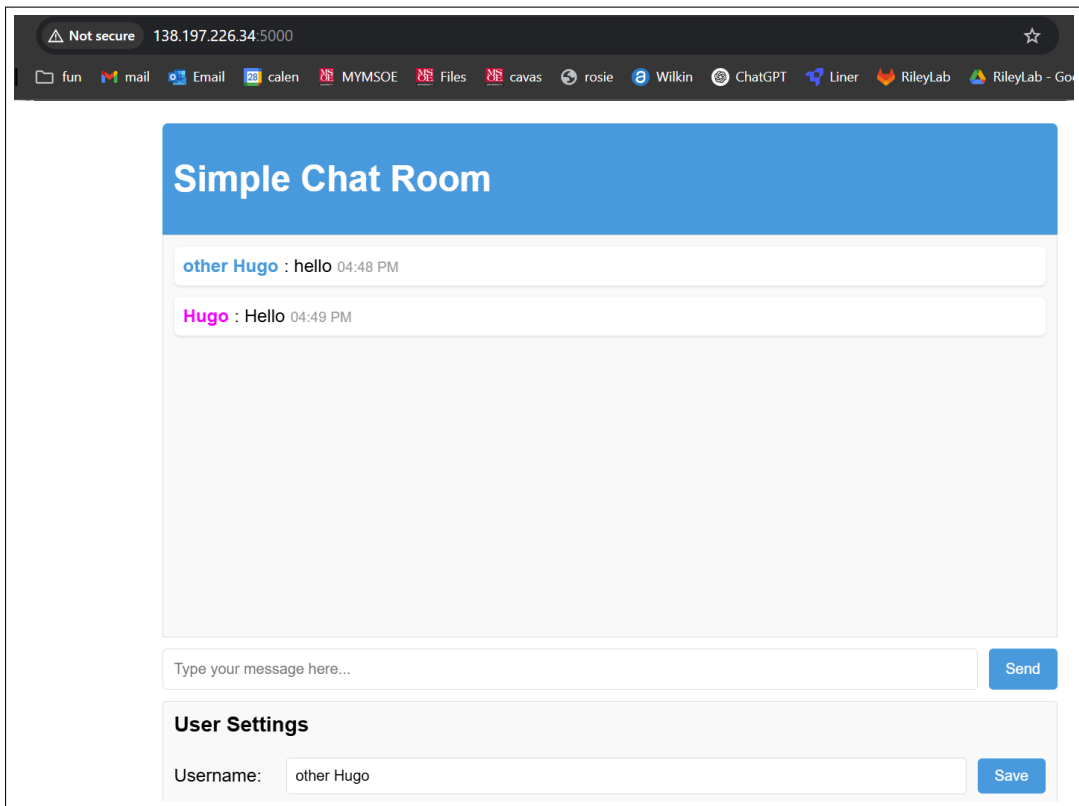 Not secure 138.197.226.34:5000
fun mail Email 28 calen MYMSOE Files cavas rosie Wilkin ChatGPT Liner RileyLab RileyLab - Goo
Simple Chat Room
other Hugo : hello 04:48 PM
Hugo : Hello 04:49 PM
Type your message here... Send
User Settings
Username: other Hugo Save